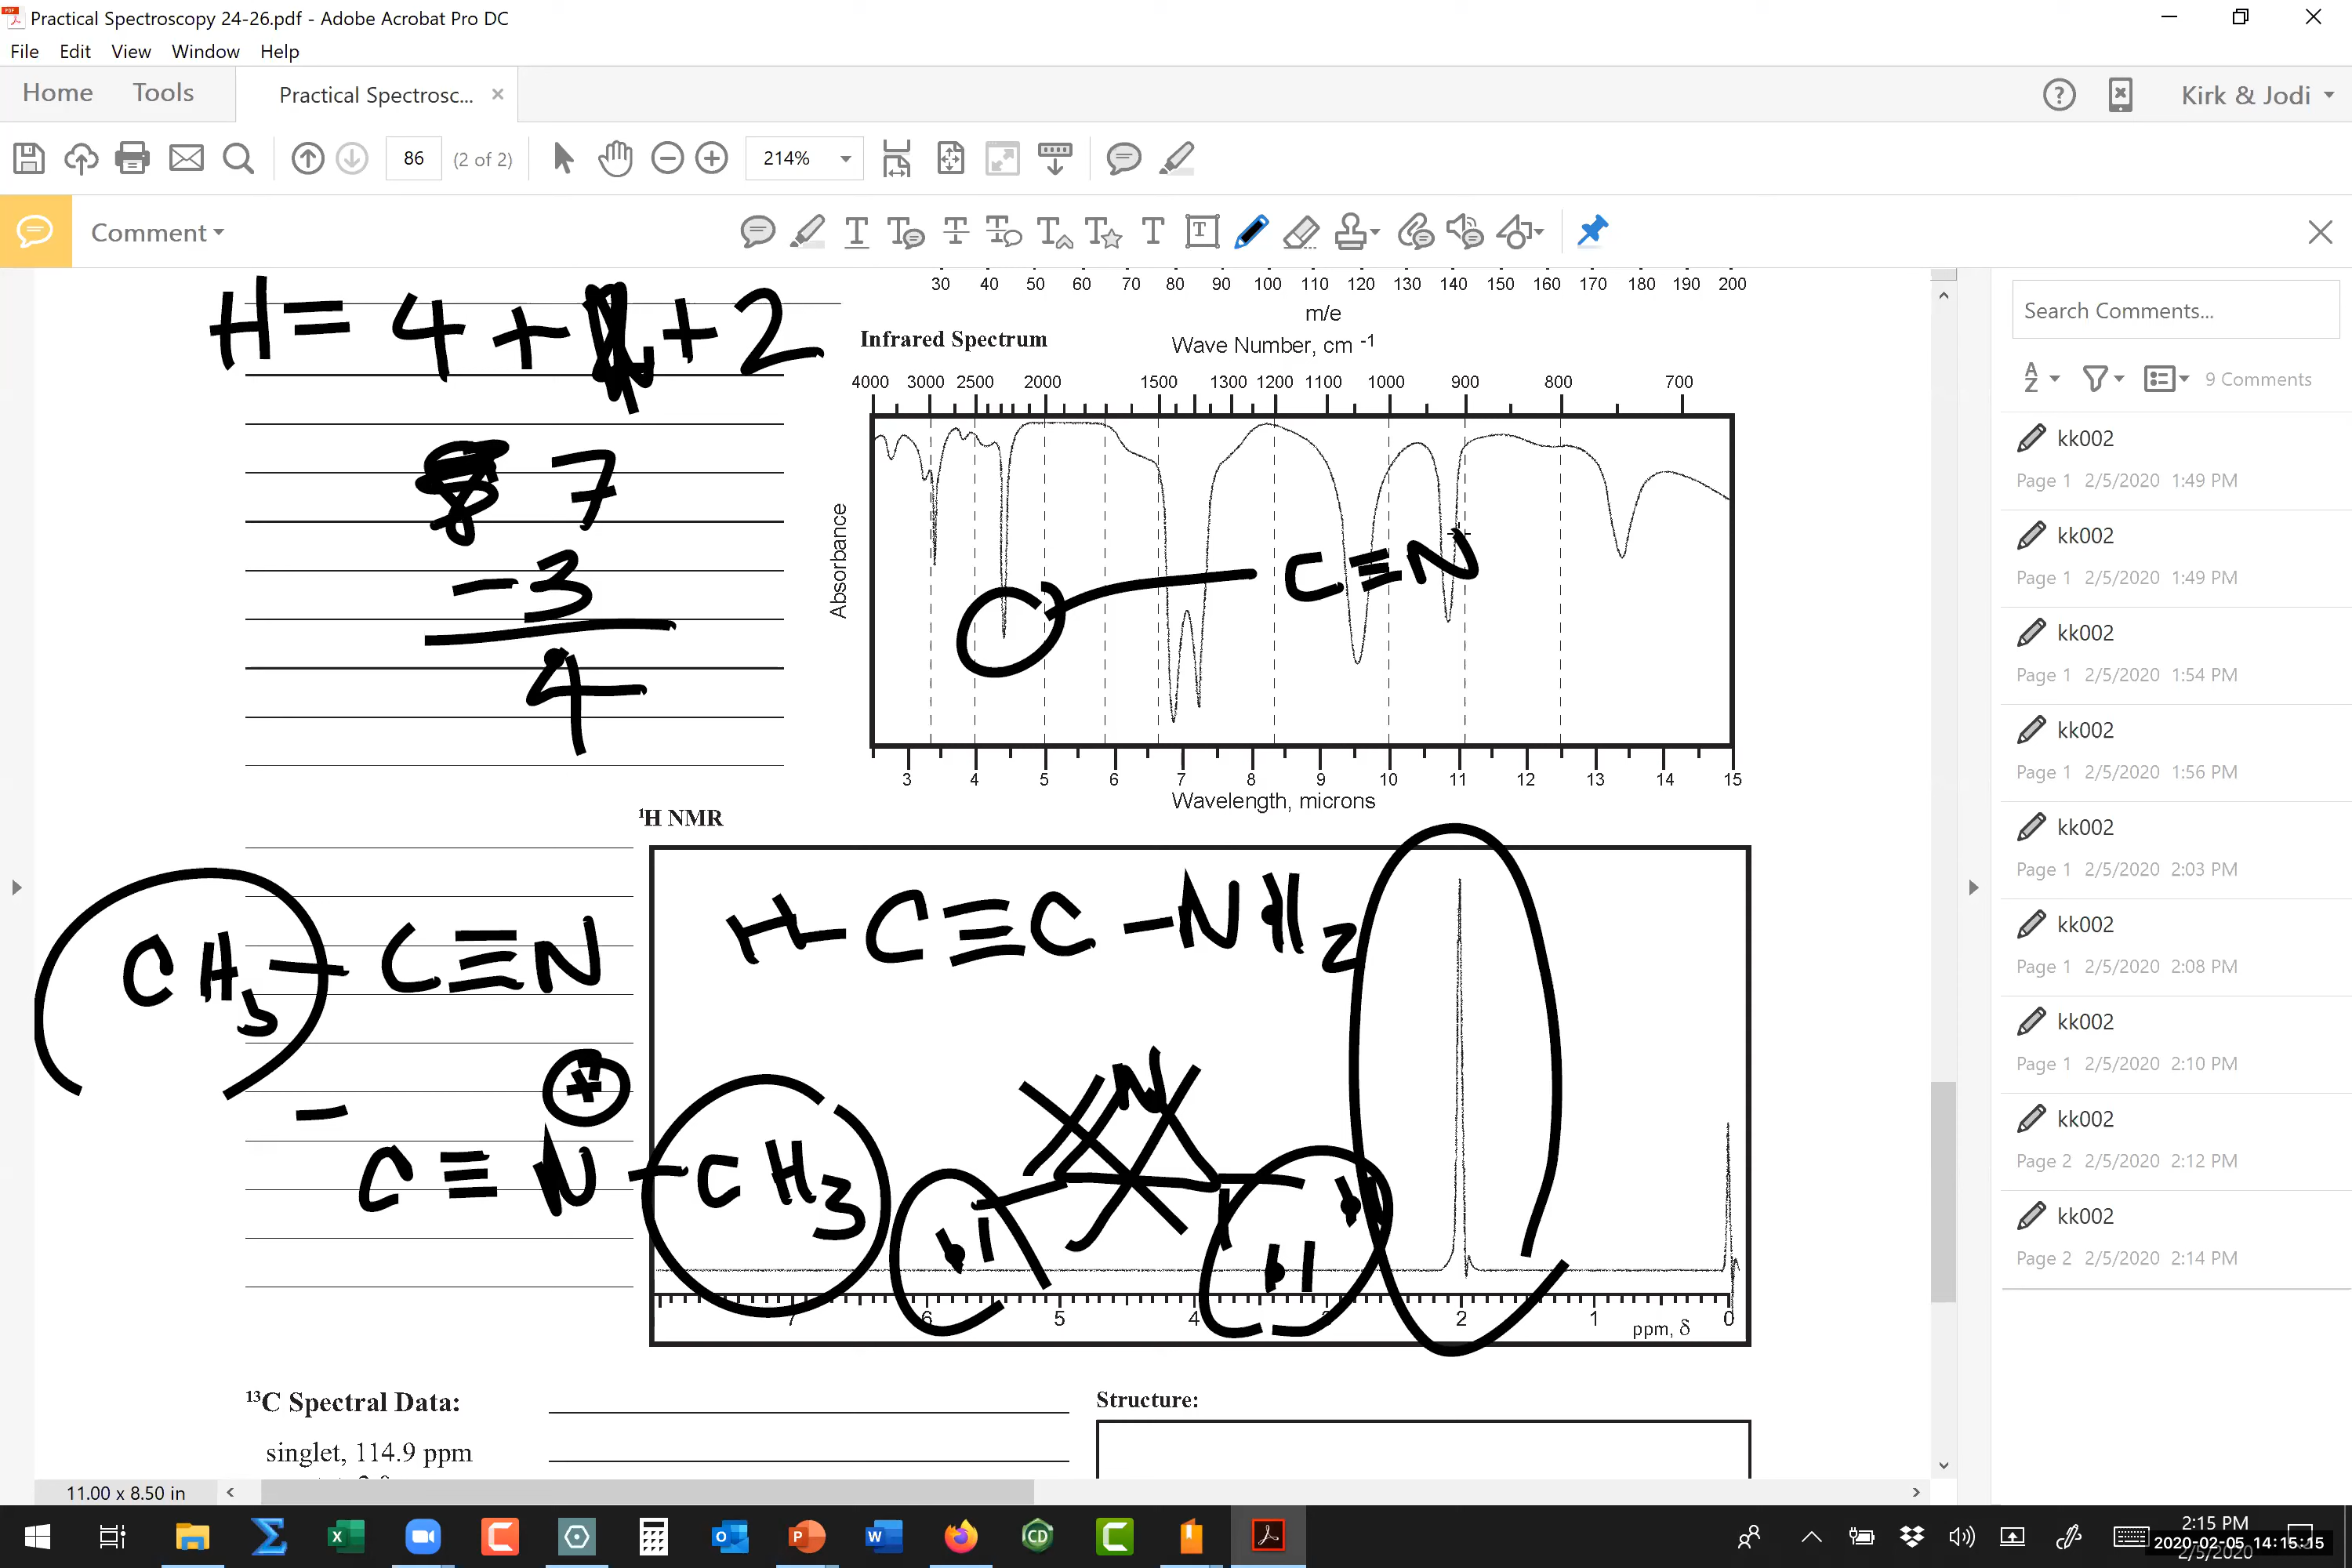 Practical Spectroscopy 24-26.pdf - Adobe Acrobat Pro DC
File Edit View Window Help
Home Tools Practical Spectrosc... × Kirk & Jodi
86 (2 of 2) 214%
Comment
H = 4 + + 2
7
- 3
4
30 40 50 60 70 80 90 100 110 120 130 140 150 160 170 180 190 200
m/e
Infrared Spectrum
Wave Number, cm -1
4000 3000 2500 2000 1500 1300 1200 1100 1000 900 800 700
Absorbance
C≡N
3 4 5 6 7 8 9 10 11 12 13 14 15
Wavelength, microns
1H NMR
H-C≡C-NH2
CH3-C≡N
N
+
-
C≡N-CH3
H
7 6 5 4 3 2 1 0
ppm, δ
13C Spectral Data:
singlet, 114.9 ppm
Structure:
11.00 x 8.50 in
Search Comments...
9 Comments
kk002
Page 1 2/5/2020 1:49 PM
kk002
Page 1 2/5/2020 1:49 PM
kk002
Page 1 2/5/2020 1:54 PM
kk002
Page 1 2/5/2020 1:56 PM
kk002
Page 1 2/5/2020 2:03 PM
kk002
Page 1 2/5/2020 2:08 PM
kk002
Page 1 2/5/2020 2:10 PM
kk002
Page 2 2/5/2020 2:12 PM
kk002
Page 2 2/5/2020 2:14 PM
2:15 PM
2020-02-05 14:15:15